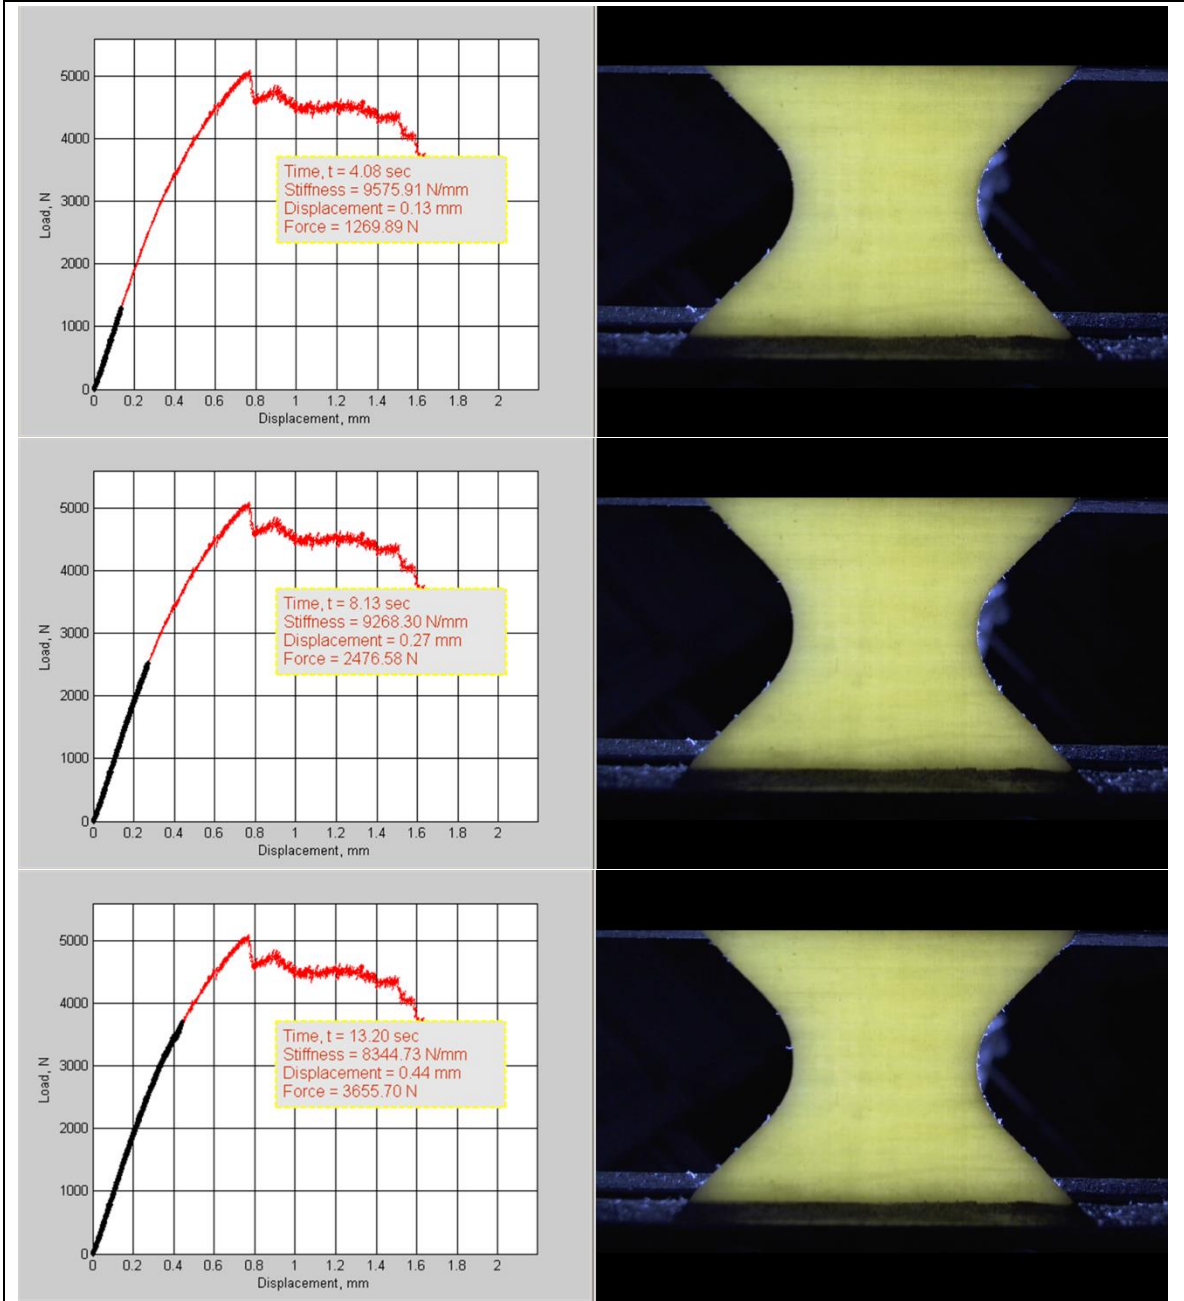 5000
4000
3000
2000
1000
0
Load, N
Time, t = 4.08 sec
Stiffness = 9575.91 N/mm
Displacement = 0.13 mm
Force = 1269.89 N
0 0.2 0.4 0.6 0.8 1 1.2 1.4 1.6 1.8 2
Displacement, mm
5000
4000
3000
2000
1000
0
Load, N
Time, t = 8.13 sec
Stiffness = 9268.30 N/mm
Displacement = 0.27 mm
Force = 2476.58 N
0 0.2 0.4 0.6 0.8 1 1.2 1.4 1.6 1.8 2
Displacement, mm
5000
4000
3000
2000
1000
0
Load, N
Time, t = 13.20 sec
Stiffness = 8344.73 N/mm
Displacement = 0.44 mm
Force = 3655.70 N
0 0.2 0.4 0.6 0.8 1 1.2 1.4 1.6 1.8 2
Displacement, mm